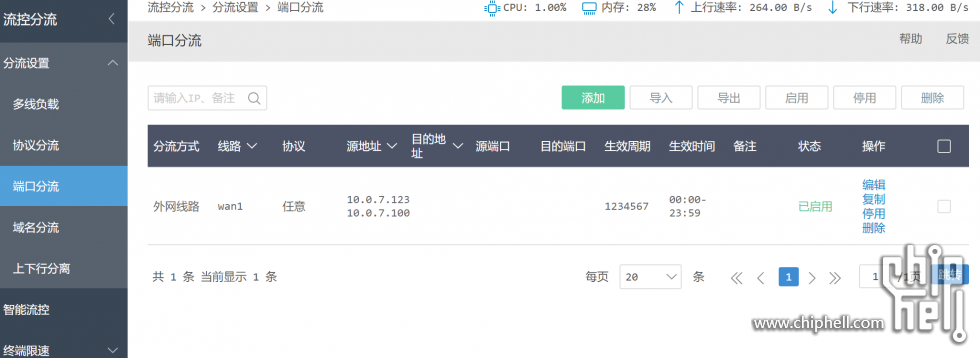 流控分流 > 分流设置 > 端口分流 CPU: 1.00% 内存: 28% 上行速率: 264.00 B/s 下行速率: 318.00 B/s
流控分流
端口分流 帮助 反馈
分流设置
多线负载
协议分流
端口分流
域名分流
上下行分离
智能流控
终端限速
请输入IP、备注 添加 导入 导出 启用 停用 删除
分流方式 线路 协议 源地址 目的地址 源端口 目的端口 生效周期 生效时间 备注 状态 操作
外网线路 wan1 任意 10.0.7.123 1234567 00:00- 已启用 编辑
10.0.7.100 23:59 复制
停用
删除
共 1 条 当前显示 1 条 每页 20 条 1 1 /1页 跳转
www.chiphell.com
chip
hell